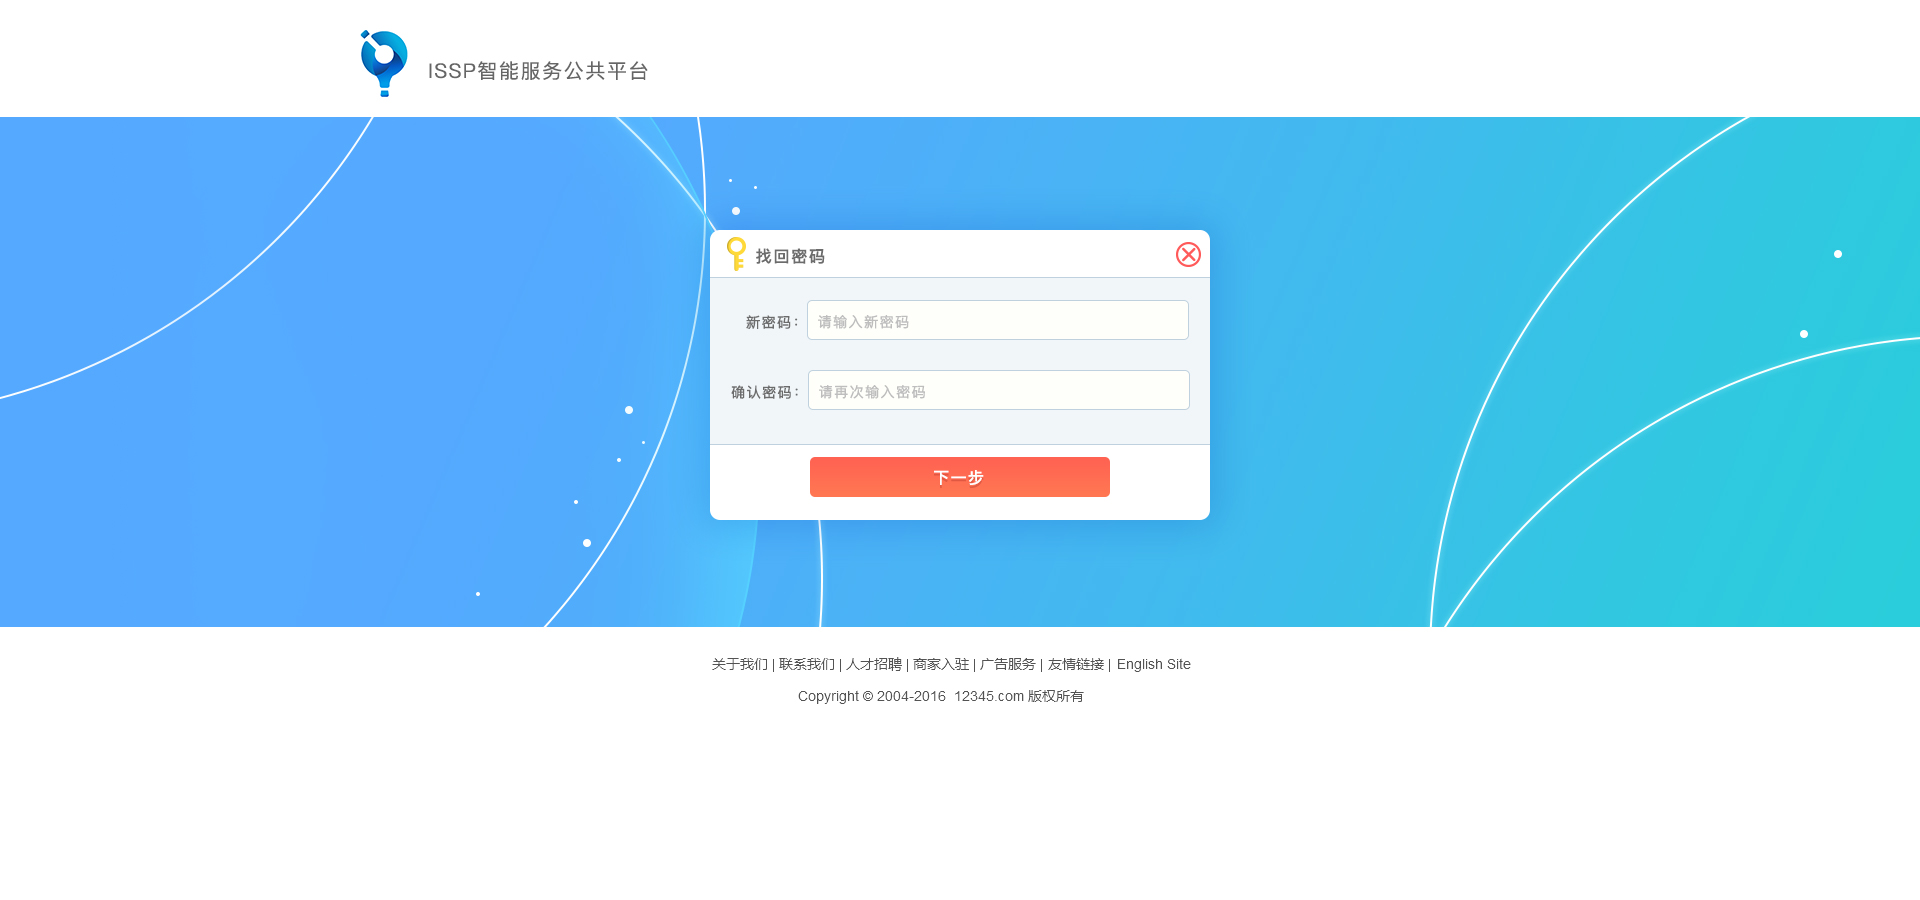 ISSP智能服务公共平台
找回密码
新密码：
请输入新密码
确认密码：
请再次输入密码
下一步
关于我们 | 联系我们 | 人才招聘 | 商家入驻 | 广告服务 | 友情链接 | English Site
Copyright © 2004-2016  12345.com 版权所有